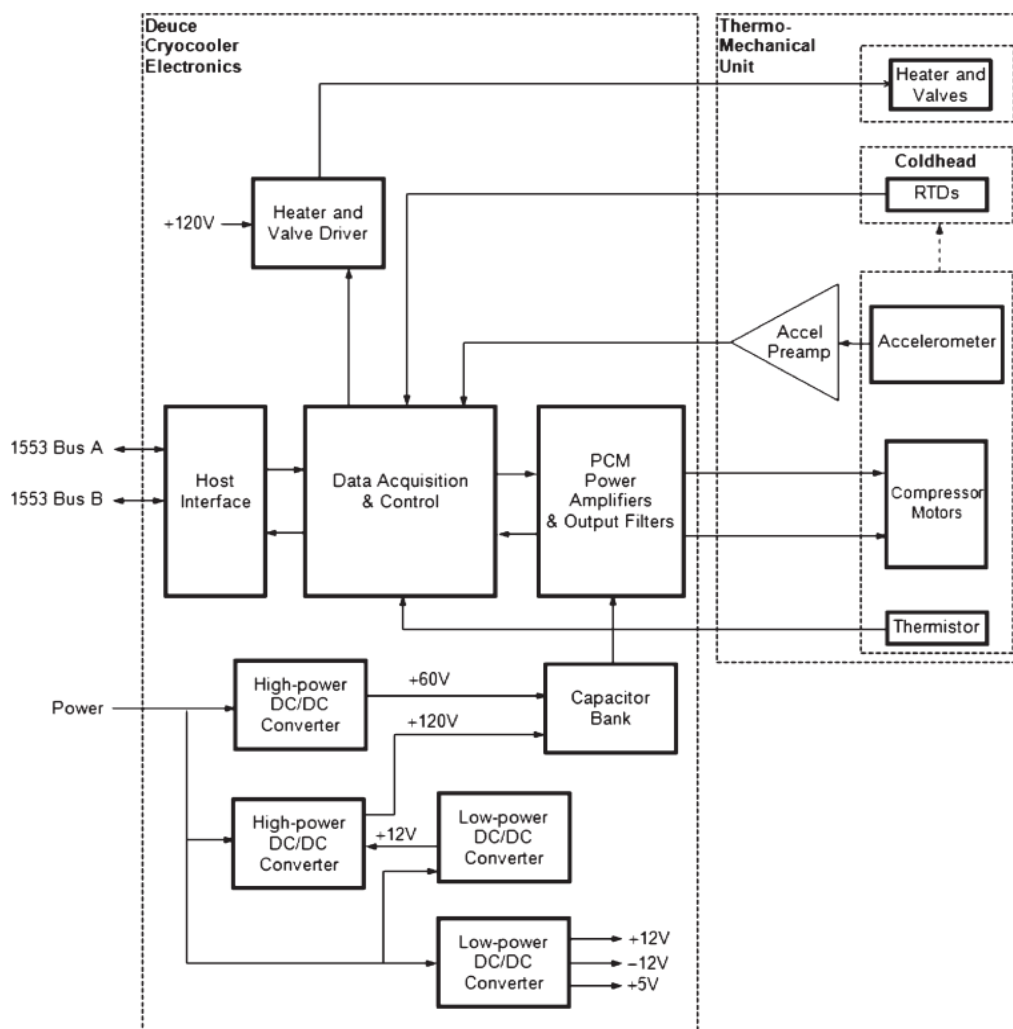 Deuce
Cryocooler
Electronics
Thermo-
Mechanical
Unit
Heater and
Valves
Coldhead
RTDs
+120V
Heater and
Valve Driver
Accel
Preamp
Accelerometer
1553 Bus A
1553 Bus B
Host
Interface
Data Acquisition
& Control
PCM
Power
Amplifiers
& Output Filters
Compressor
Motors
Thermistor
Power
High-power
DC/DC
Converter
+60V
+120V
Capacitor
Bank
High-power
DC/DC
Converter
+12V
Low-power
DC/DC
Converter
Low-power
DC/DC
Converter
+12V
–12V
+5V